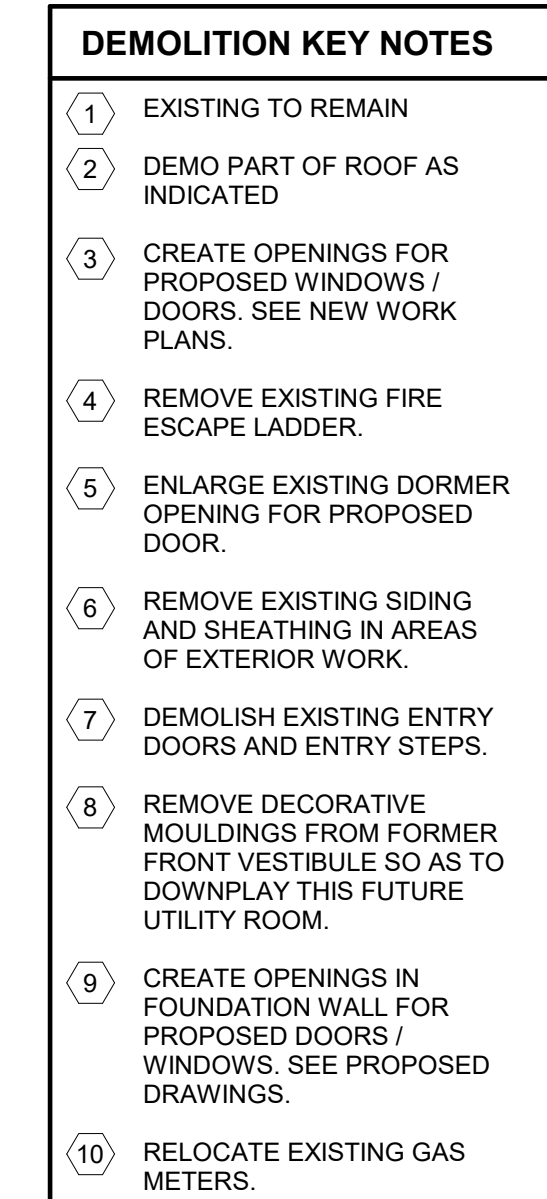 DEMOLITION KEY NOTES
1 EXISTING TO REMAIN
2 DEMO PART OF ROOF AS
INDICATED
3 CREATE OPENINGS FOR
PROPOSED WINDOWS /
DOORS. SEE NEW WORK
PLANS.
4 REMOVE EXISTING FIRE
ESCAPE LADDER.
5 ENLARGE EXISTING DORMER
OPENING FOR PROPOSED
DOOR.
6 REMOVE EXISTING SIDING
AND SHEATHING IN AREAS
OF EXTERIOR WORK.
7 DEMOLISH EXISTING ENTRY
DOORS AND ENTRY STEPS.
8 REMOVE DECORATIVE
MOULDINGS FROM FORMER
FRONT VESTIBULE SO AS TO
DOWNPLAY THIS FUTURE
UTILITY ROOM.
9 CREATE OPENINGS IN
FOUNDATION WALL FOR
PROPOSED DOORS /
WINDOWS. SEE PROPOSED
DRAWINGS.
10 RELOCATE EXISTING GAS
METERS.